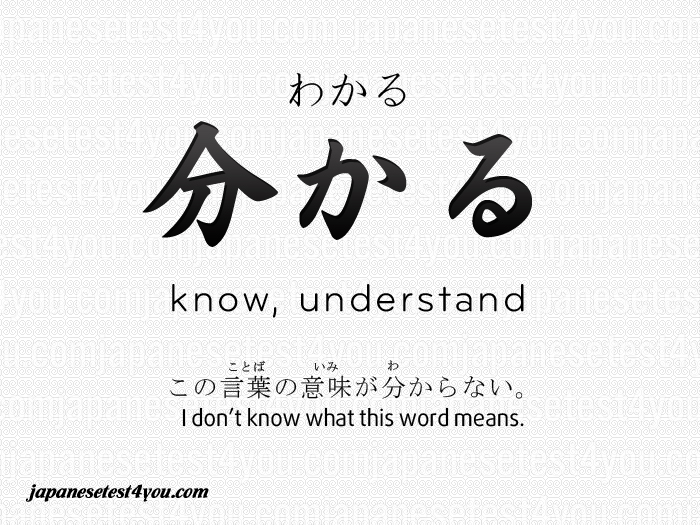 わかる
分かる
know, understand
ことば いみ わ
この言葉の意味が分からない。
I don't know what this word means.
japanesetest4you.com